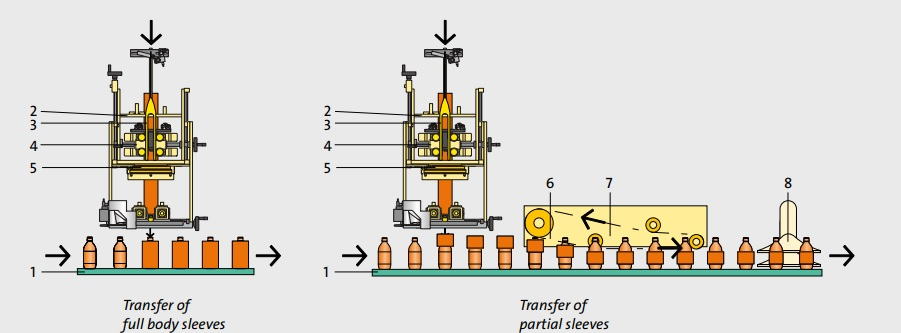 2
3
4
5
1
Transfer of
full body sleeves
2
3
4
5
6 7 8
1
Transfer of
partial sleeves